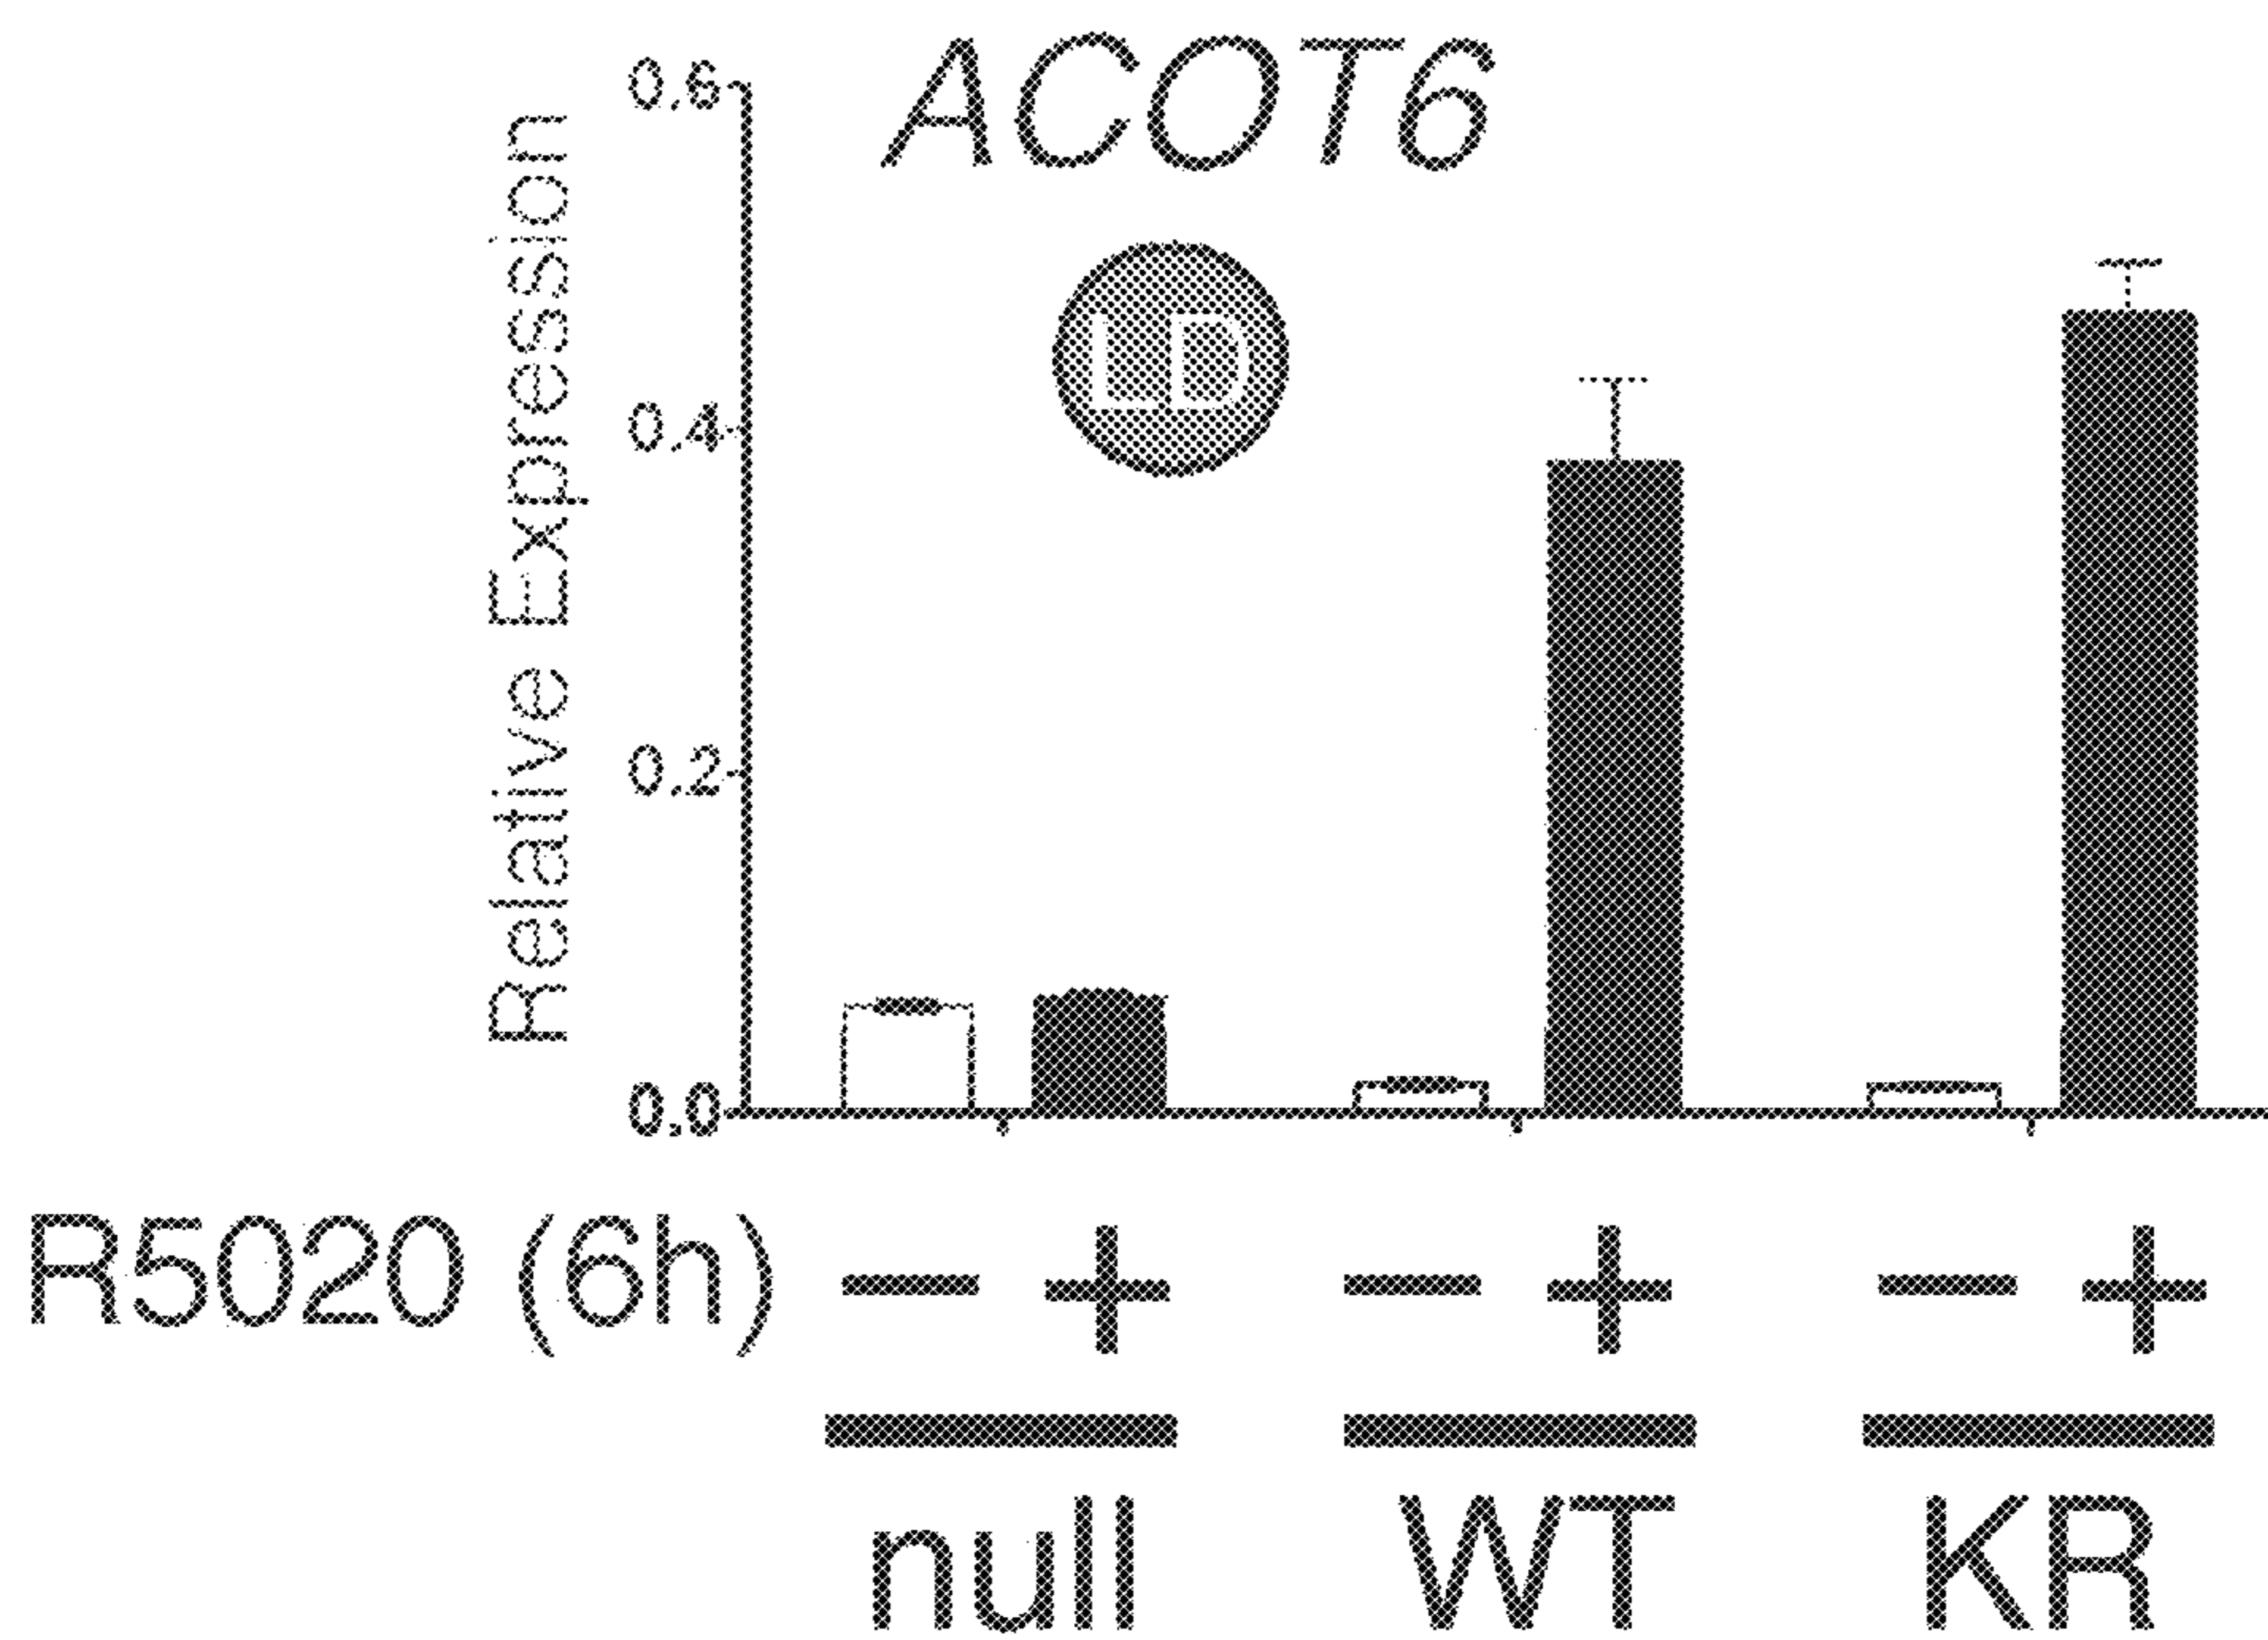 ACOT6
Relative Expression
0.6
0.4
0.2
0.0
LD
R5020 (6h) − + − + − +
null WT KR